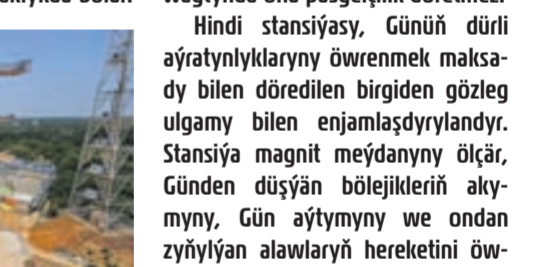 Hindi stansiýasy, Günüň dürli
aýratynlyklaryny öwrenmek maksa-
dy bilen döredilen birgiden gözleg
ulgamy bilen enjamlaşdyrylandyr.
Stansiýa magnit meýdanyny ölçär,
Günden düşýän bölejikleriň aky-
myny, Gün aýtymyny we ondan
zyňylýan alawlaryň hereketini öw-